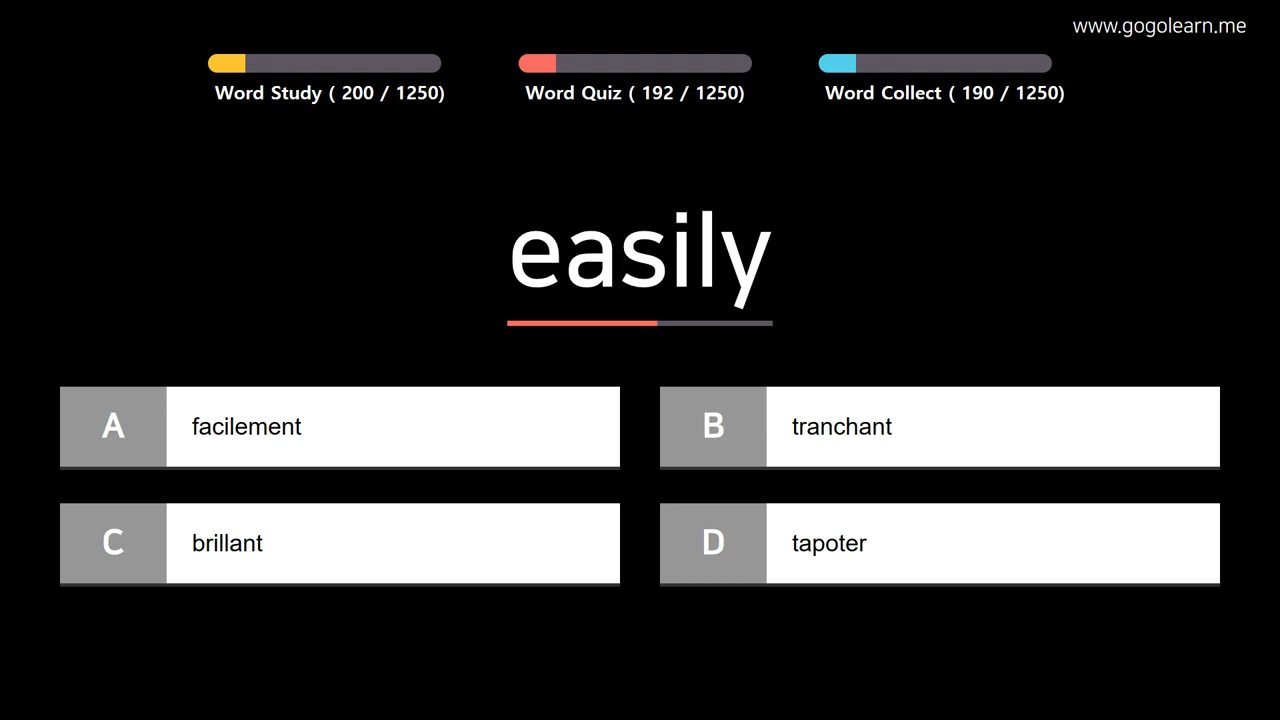 www.gogolearn.me
Word Study ( 200 / 1250)
Word Quiz ( 192 / 1250)
Word Collect ( 190 / 1250)
easily
A facilement
B tranchant
C brillant
D tapoter